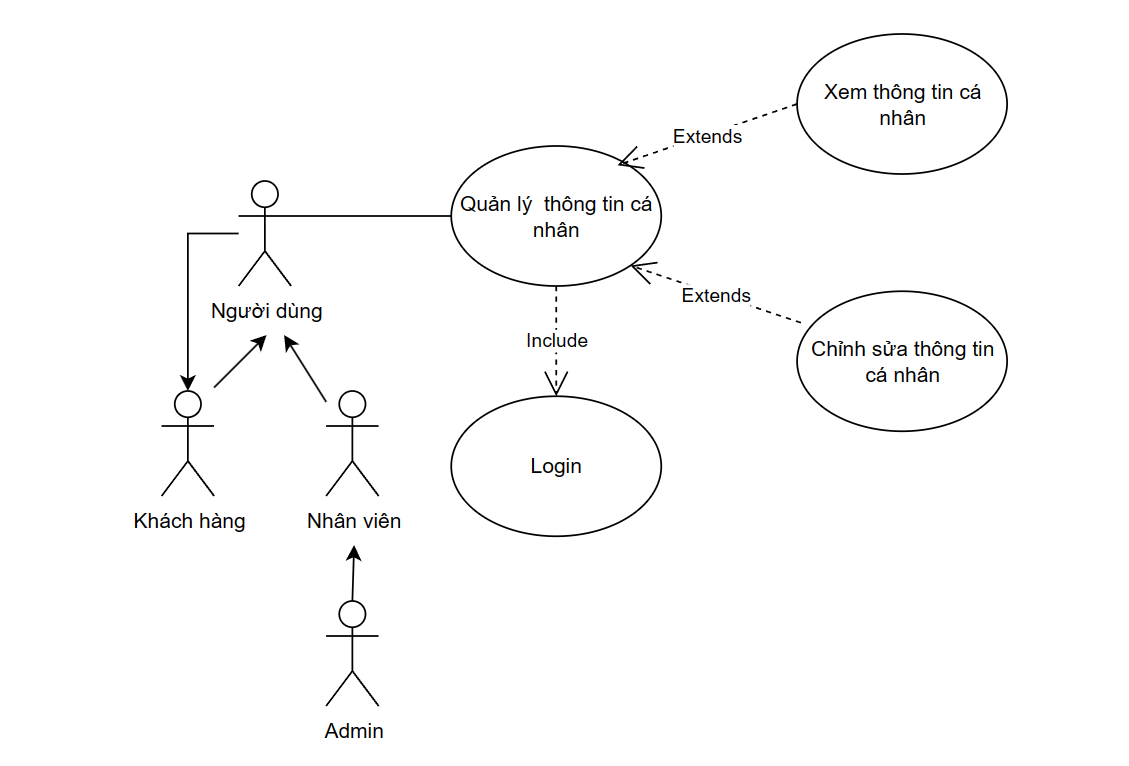 Xem thông tin cá
nhân
Extends
Quản lý  thông tin cá
nhân
Extends
Người dùng
Include
Chỉnh sửa thông tin
cá nhân
Login
Khách hàng
Nhân viên
Admin